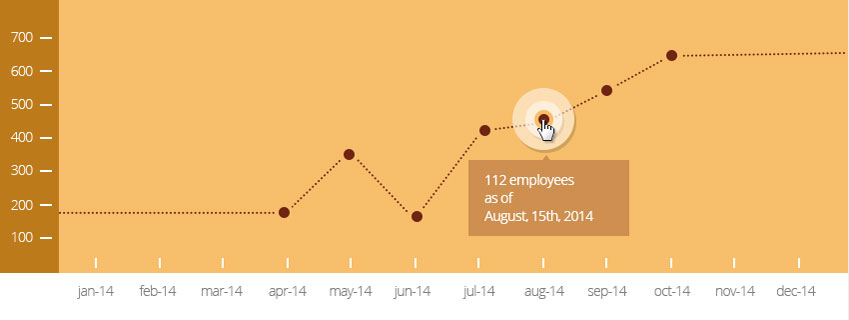 700
600
500
400
300
200
100
112 employees
as of
August, 15th, 2014
jan-14 feb-14 mar-14 apr-14 may-14 jun-14 jul-14 aug-14 sep-14 oct-14 nov-14 dec-14